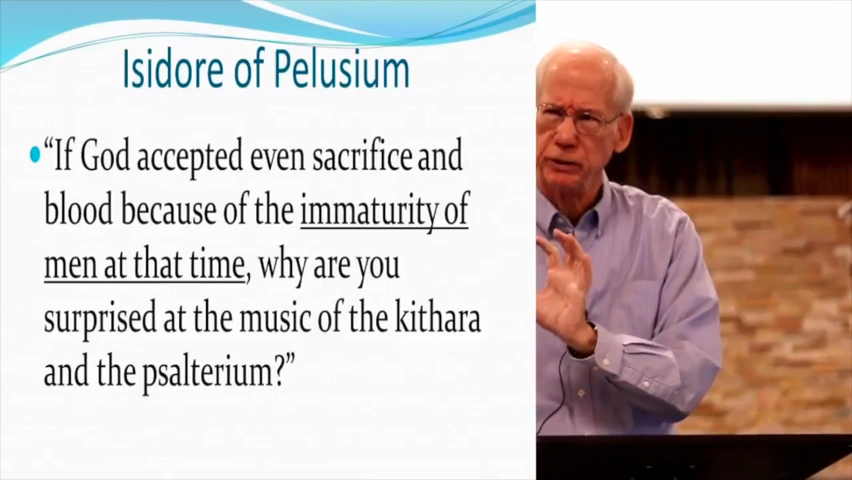 Isidore of Pelusium
“If God accepted even sacrifice and
blood because of the immaturity of
men at that time, why are you
surprised at the music of the kithara
and the psalterium?”